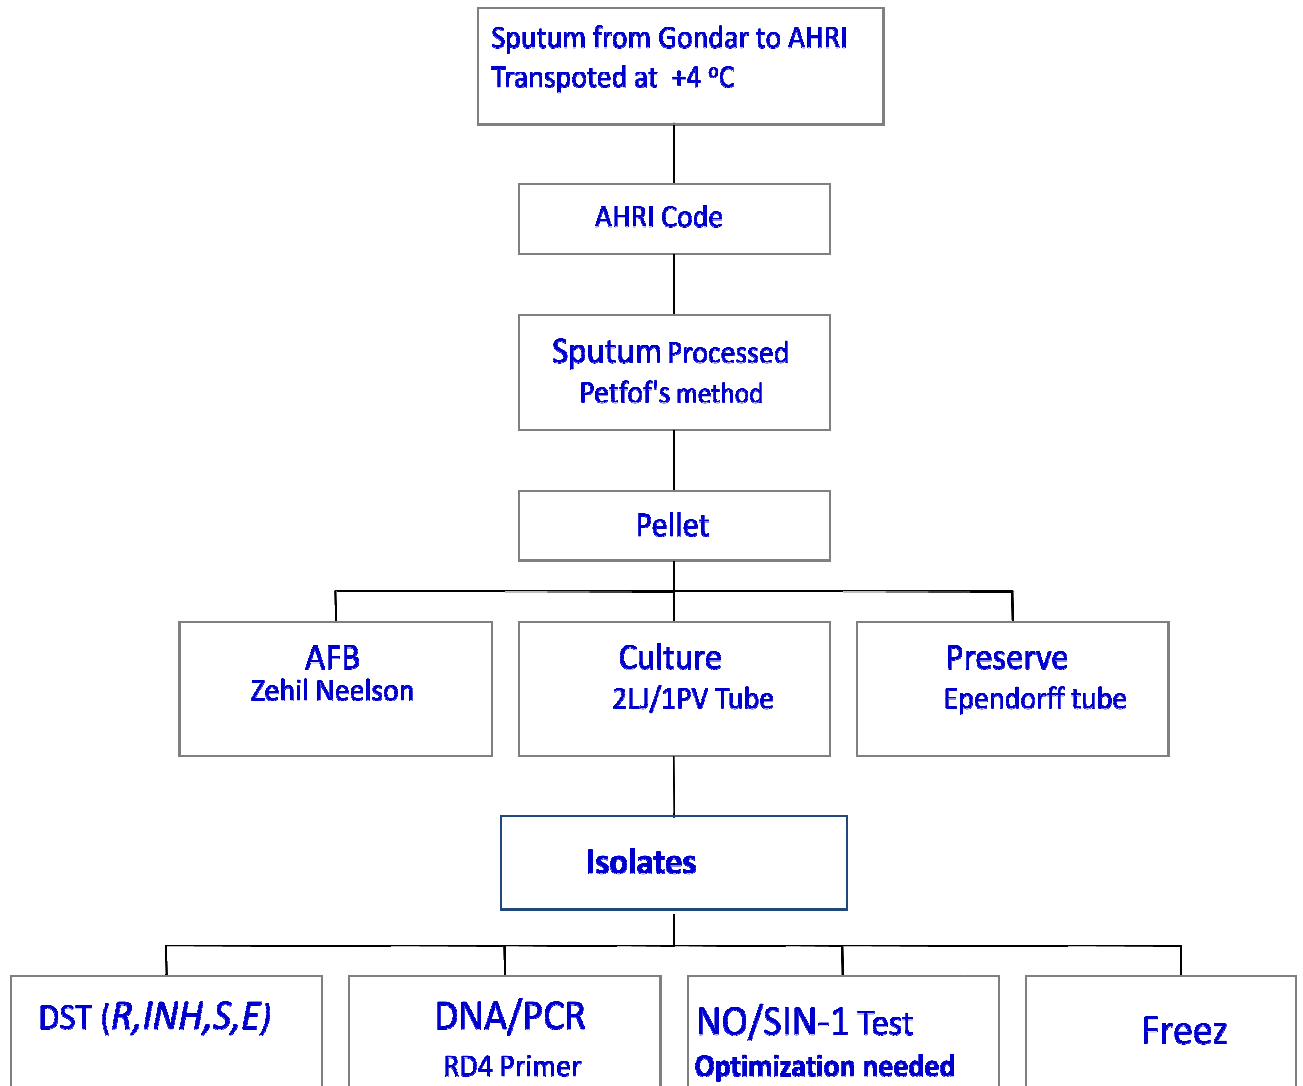 Sputum from Gondar to AHRI
Transpoted at +4 ºC
AHRI Code
Sputum Processed
Petfof's method
Pellet
AFB
Zehil Neelson
Culture
2LJ/1PV Tube
Preserve
Ependorff tube
Isolates
DST (R,INH,S,E)
DNA/PCR
RD4 Primer
NO/SIN-1 Test
Optimization needed
Freez